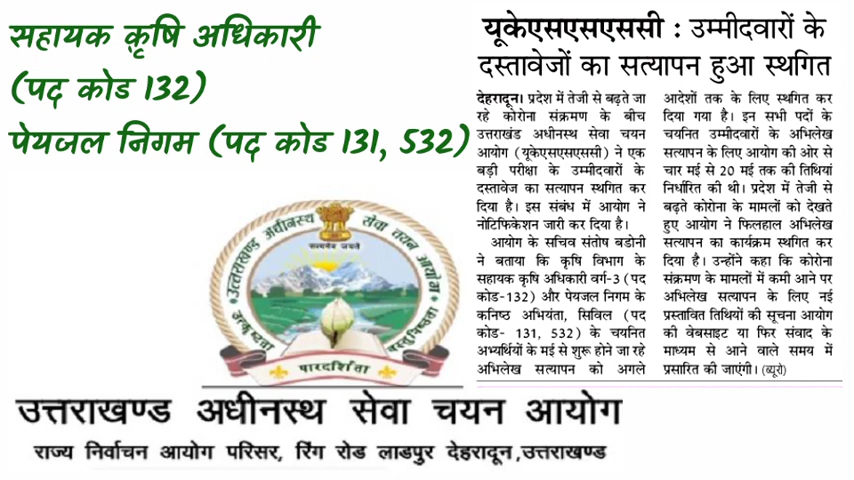 सहायक कृषि अधिकारी
(पद कोड 132)
पेयजल निगम (पद कोड 131, 532)
यूकेएसएसएससी : उम्मीदवारों के
दस्तावेजों का सत्यापन हुआ स्थगित
देहरादून। प्रदेश में तेजी से बढ़ते जा
रहे कोरोना संक्रमण के बीच
उत्तराखंड अधीनस्थ सेवा चयन
आयोग (यूकेएसएसएससी) ने एक
बड़ी परीक्षा के उम्मीदवारों के
दस्तावेज का सत्यापन स्थगित कर
दिया है। इस संबंध में आयोग ने
नोटिफिकेशन जारी कर दिया है।
आयोग के सचिव संतोष बडोनी
ने बताया कि कृषि विभाग के
सहायक कृषि अधिकारी वर्ग-3 (पद
कोड-132) और पेयजल निगम के
कनिष्ठ अभियंता, सिविल (पद
कोड- 131, 532) के चयनित
अभ्यर्थियों के मई से शुरू होने जा रहे
अभिलेख सत्यापन को अगले
आदेशों तक के लिए स्थगित कर
दिया गया है। इन सभी पदों के
चयनित उम्मीदवारों के अभिलेख
सत्यापन के लिए आयोग की ओर से
चार मई से 20 मई तक की तिथियां
निर्धारित की थी। प्रदेश में तेजी से
बढ़ते कोरोना के मामलों को देखते
हुए आयोग ने फिलहाल अभिलेख
सत्यापन का कार्यक्रम स्थगित कर
दिया है। उन्होंने कहा कि कोरोना
संक्रमण के मामलों में कमी आने पर
अभिलेख सत्यापन के लिए नई
प्रस्तावित तिथियों की सूचना आयोग
की वेबसाइट या फिर संवाद के
माध्यम से आने वाले समय में
प्रसारित की जाएंगी। (ब्यूरो)
उत्तराखण्ड अधीनस्थ सेवा चयन आयोग
सत्यमेव जयते
उत्कृष्टता
वस्तुनिष्ठता
पारदर्शिता
उत्तराखण्ड अधीनस्थ सेवा चयन आयोग
राज्य निर्वाचन आयोग परिसर, रिंग रोड लाडपुर देहरादून,उत्तराखण्ड